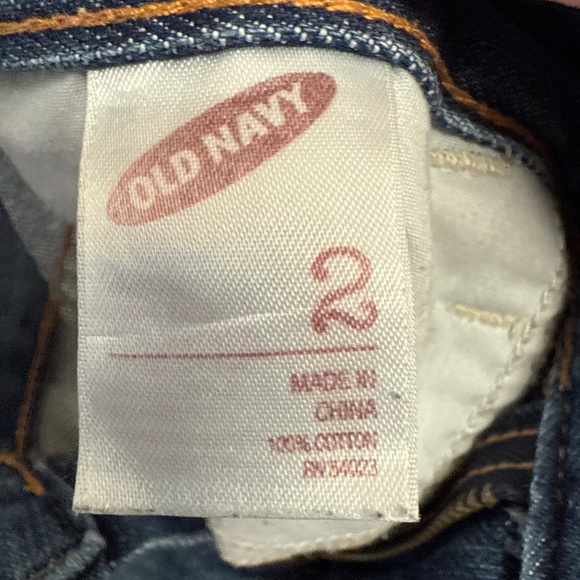 OLD NAVY
2
MADE IN
CHINA
100% COTTON
RN 54023